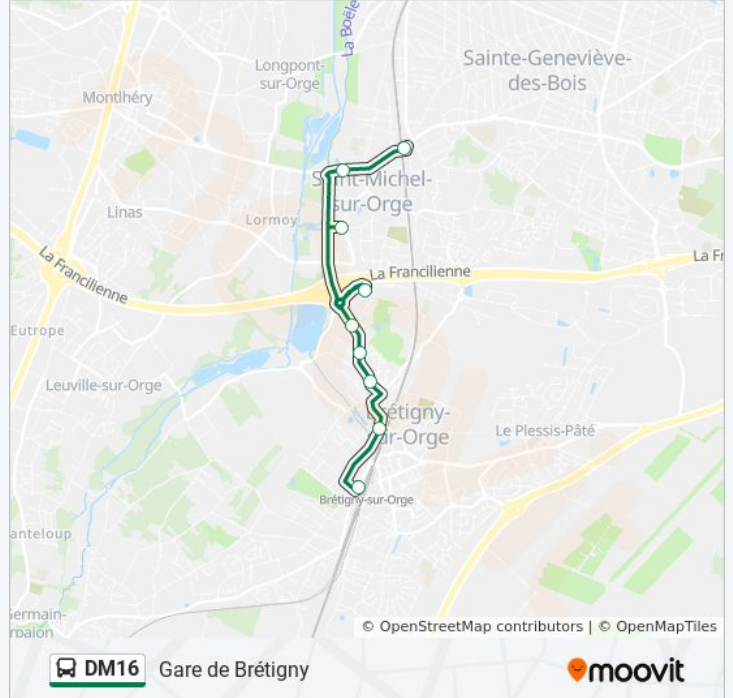 La Boële
Sainte-Geneviève-
des-Bois
Longpont-
sur-Orge
Montlhéry
Saint-Michel-
sur-Orge
Linas
Lormoy
La Francilienne
La Francilienne
La Fr
Europe
Leuville-sur-Orge
Brétigny-
sur-Orge
Le Plessis-Pâté
Brétigny-sur-Orge
anteloup
Germain-
rpajon
© OpenStreetMap contributors | © OpenMapTiles
DM16 Gare de Brétigny
moovit